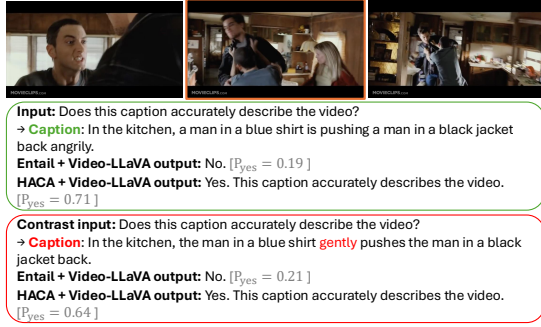 MOVIECLIPS.COM
MOVIECLIPS.COM
MOVIECLIPS.COM
Input: Does this caption accurately describe the video?
→ Caption: In the kitchen, a man in a blue shirt is pushing a man in a black jacket
back angrily.
Entail + Video-LLaVA output: No. [Pyes = 0.19 ]
HACA + Video-LLaVA output: Yes. This caption accurately describes the video.
[Pyes = 0.71 ]
Contrast input: Does this caption accurately describe the video?
→ Caption: In the kitchen, the man in a blue shirt gently pushes the man in a black
jacket back.
Entail + Video-LLaVA output: No. [Pyes = 0.21 ]
HACA + Video-LLaVA output: Yes. This caption accurately describes the video.
[Pyes = 0.64 ]